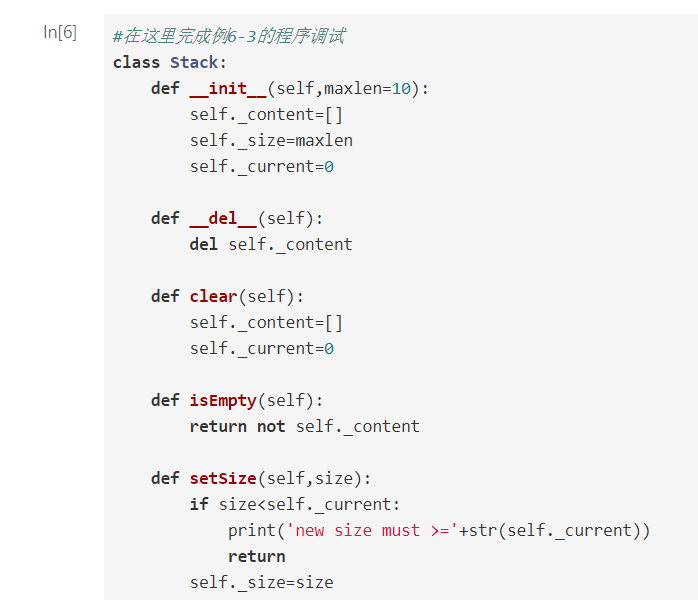 In[6]
#在这里完成例6-3的程序调试
class Stack:
    def __init__(self,maxlen=10):
        self._content=[]
        self._size=maxlen
        self._current=0

    def __del__(self):
        del self._content

    def clear(self):
        self._content=[]
        self._current=0

    def isEmpty(self):
        return not self._content

    def setSize(self,size):
        if size<self._current:
            print('new size must >='+str(self._current))
            return
        self._size=size